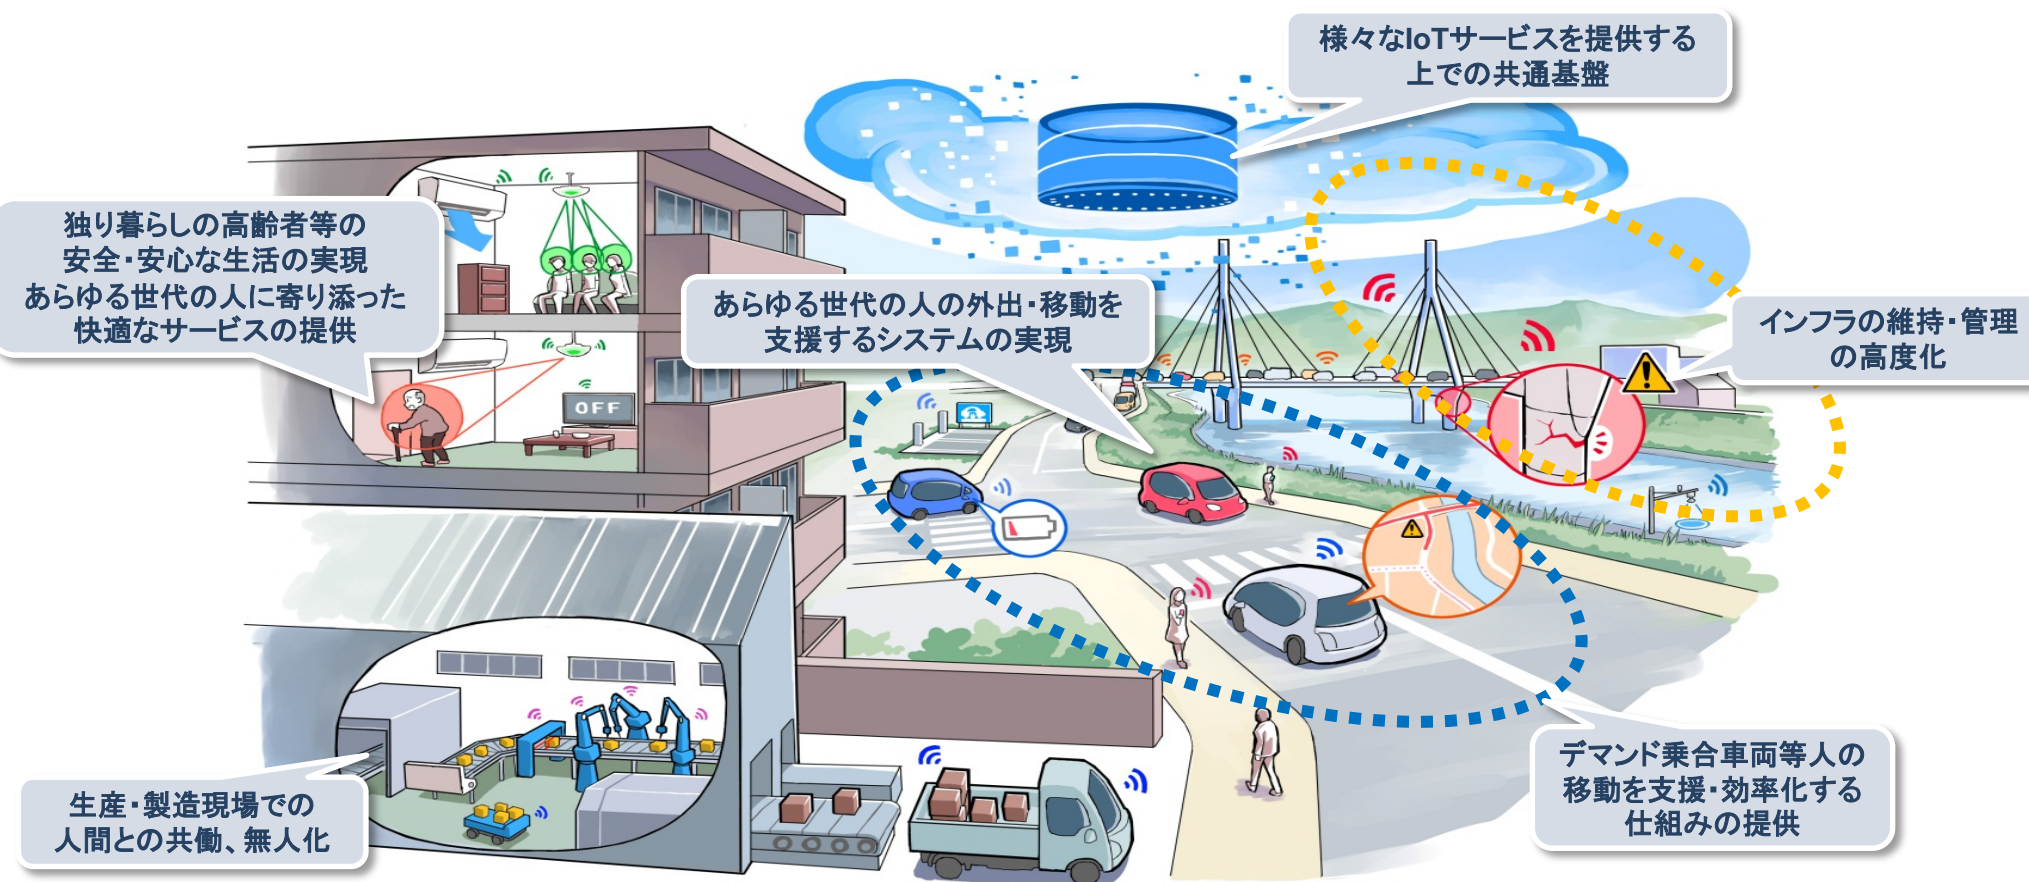 様々なIoTサービスを提供する
上での共通基盤
独り暮らしの高齢者等の
安全・安心な生活の実現
あらゆる世代の人に寄り添った
快適なサービスの提供
あらゆる世代の人の外出・移動を
支援するシステムの実現
インフラの維持・管理
の高度化
OFF
生産・製造現場での
人間との共働、無人化
デマンド乗合車両等人の
移動を支援・効率化する
仕組みの提供